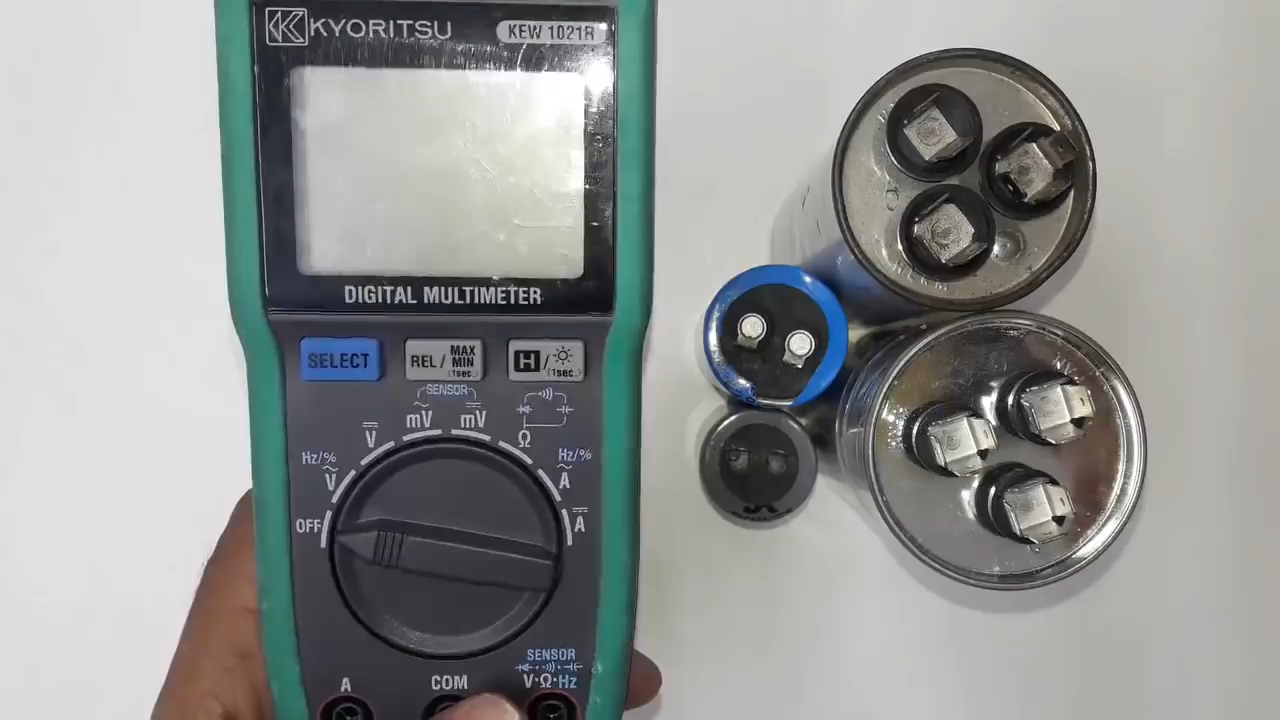 KYORITSU
KEW 1021R
DIGITAL MULTIMETER
SELECT
REL / MAX MIN (1sec.)
H / (1sec.)
SENSOR
mV
mV
V
Ω
Hz/%
V
Hz/%
A
OFF
A
SENSOR
A
COM
V·Ω·Hz